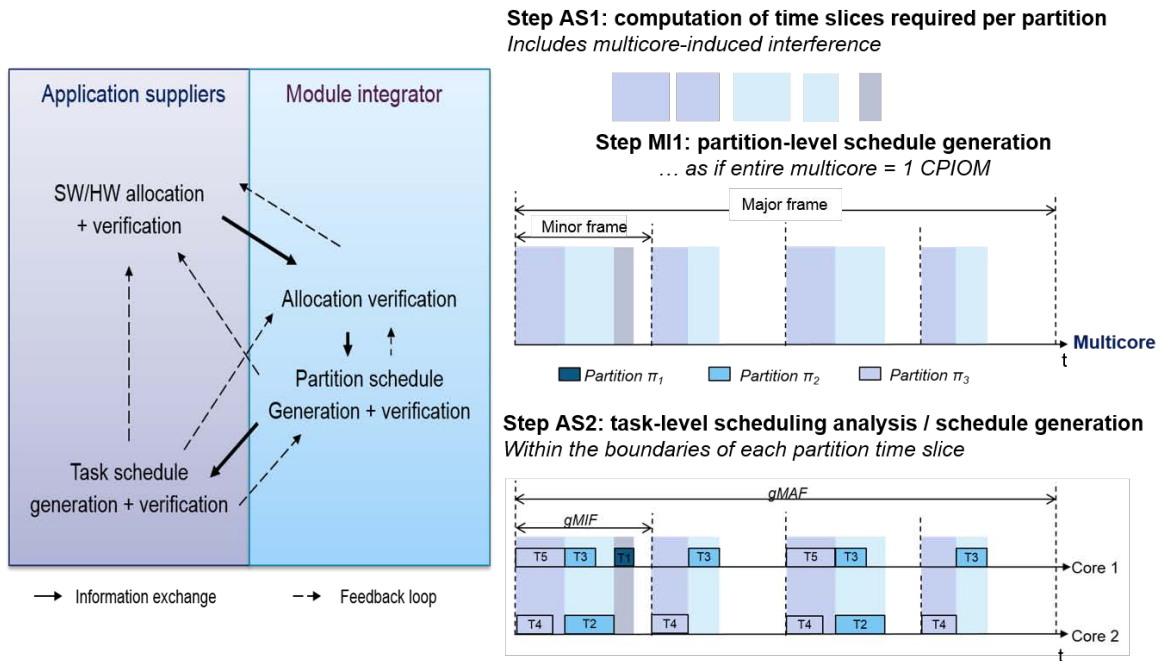 Application suppliers
Module integrator
SW/HW allocation
+ verification
Allocation verification
Partition schedule
Generation + verification
Task schedule
generation + verification
Information exchange
Feedback loop
Step AS1: computation of time slices required per partition
Includes multicore-induced interference
Step MI1: partition-level schedule generation
… as if entire multicore = 1 CPIOM
Major frame
Minor frame
Multicore
t
Partition π1
Partition π2
Partition π3
Step AS2: task-level scheduling analysis / schedule generation
Within the boundaries of each partition time slice
gMAF
gMIF
T5 T3 T1 T3 T5 T3 T3
Core 1
T4 T2 T4 T4 T2 T4
Core 2
t